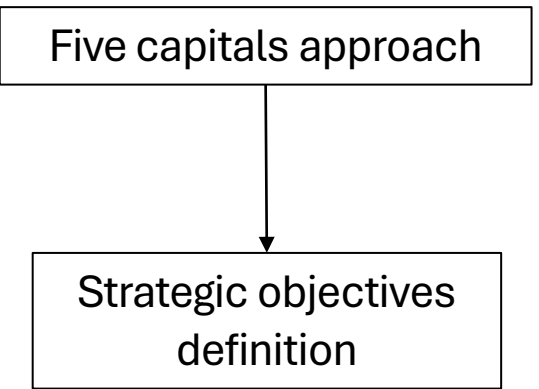 Five capitals approach
Strategic objectives
definition